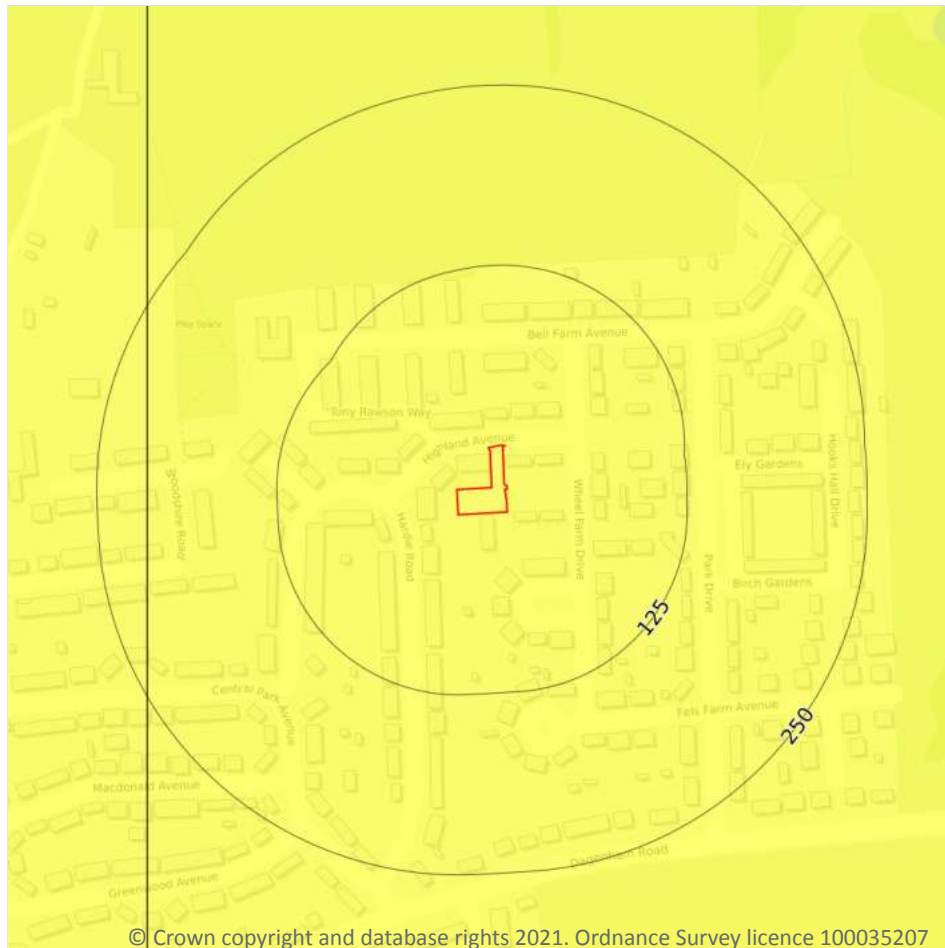 Play Space
Bell Farm Avenue
Tony Rawson Way
Highland Avenue
Ely Gardens
Hooks Hall Drive
Wheel Farm Drive
Hardie Road
Park Drive
Birch Gardens
125
Central Park Avenue
Fels Farm Avenue
250
Macdonald Avenue
Dagenham Road
Greenwood Avenue
© Crown copyright and database rights 2021. Ordnance Survey licence 100035207